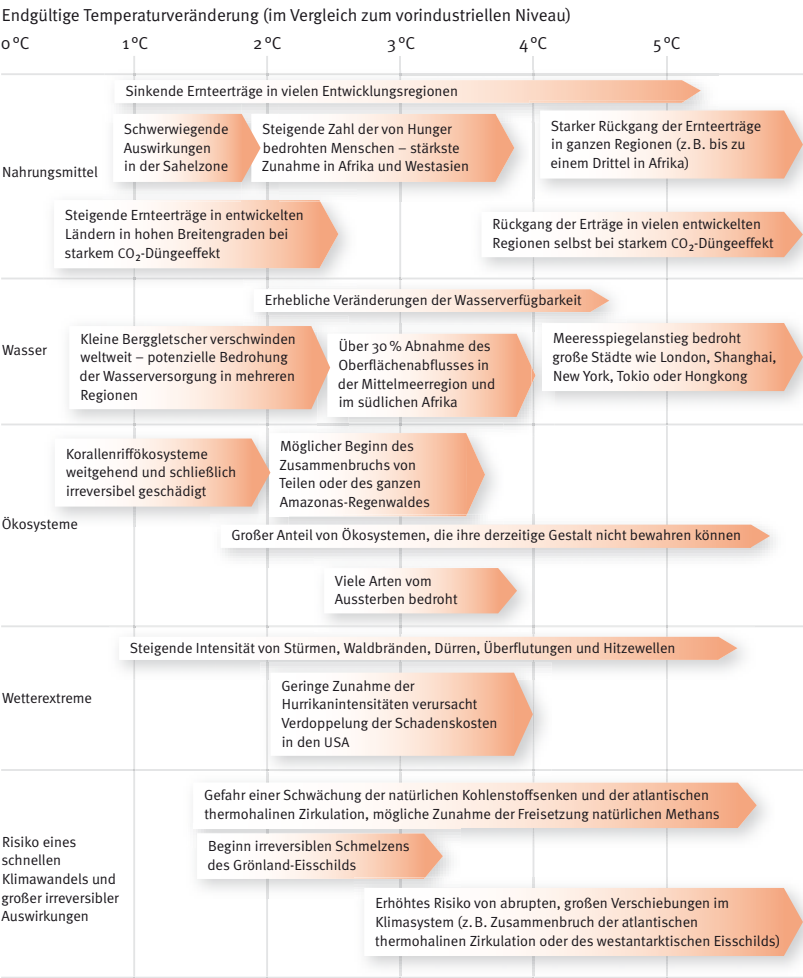 Endgültige Temperaturveränderung (im Vergleich zum vorindustriellen Niveau)
0 °C 1 °C 2 °C 3 °C 4 °C 5 °C
Nahrungsmittel
Sinkende Ernteerträge in vielen Entwicklungsregionen
Schwerwiegende
Auswirkungen
in der Sahelzone
Steigende Zahl der von Hunger
bedrohten Menschen – stärkste
Zunahme in Afrika und Westasien
Starker Rückgang der Ernteerträge
in ganzen Regionen (z. B. bis zu
einem Drittel in Afrika)
Steigende Ernteerträge in entwickelten
Ländern in hohen Breitengraden bei
starkem CO₂-Düngeeffekt
Rückgang der Erträge in vielen entwickelten
Regionen selbst bei starkem CO₂-Düngeeffekt
Wasser
Erhebliche Veränderungen der Wasserverfügbarkeit
Kleine Berggletscher verschwinden
weltweit – potenzielle Bedrohung
der Wasserversorgung in mehreren
Regionen
Über 30 % Abnahme des
Oberflächenabflusses in
der Mittelmeerregion und
im südlichen Afrika
Meeresspiegelanstieg bedroht
große Städte wie London, Shanghai,
New York, Tokio oder Hongkong
Ökosysteme
Korallenriffökosysteme
weitgehend und schließlich
irreversibel geschädigt
Möglicher Beginn des
Zusammenbruchs von
Teilen oder des ganzen
Amazonas-Regenwaldes
Großer Anteil von Ökosystemen, die ihre derzeitige Gestalt nicht bewahren können
Viele Arten vom
Aussterben bedroht
Wetterextreme
Steigende Intensität von Stürmen, Waldbränden, Dürren, Überflutungen und Hitzewellen
Geringe Zunahme der
Hurrikanintensitäten verursacht
Verdoppelung der Schadenskosten
in den USA
Risiko eines
schnellen
Klimawandels und
großer irreversibler
Auswirkungen
Gefahr einer Schwächung der natürlichen Kohlenstoffsenken und der atlantischen
thermohalinen Zirkulation, mögliche Zunahme der Freisetzung natürlichen Methans
Beginn irreversiblen Schmelzens
des Grönland-Eisschilds
Erhöhtes Risiko von abrupten, großen Verschiebungen im
Klimasystem (z. B. Zusammenbruch der atlantischen
thermohalinen Zirkulation oder des westantarktischen Eisschilds)